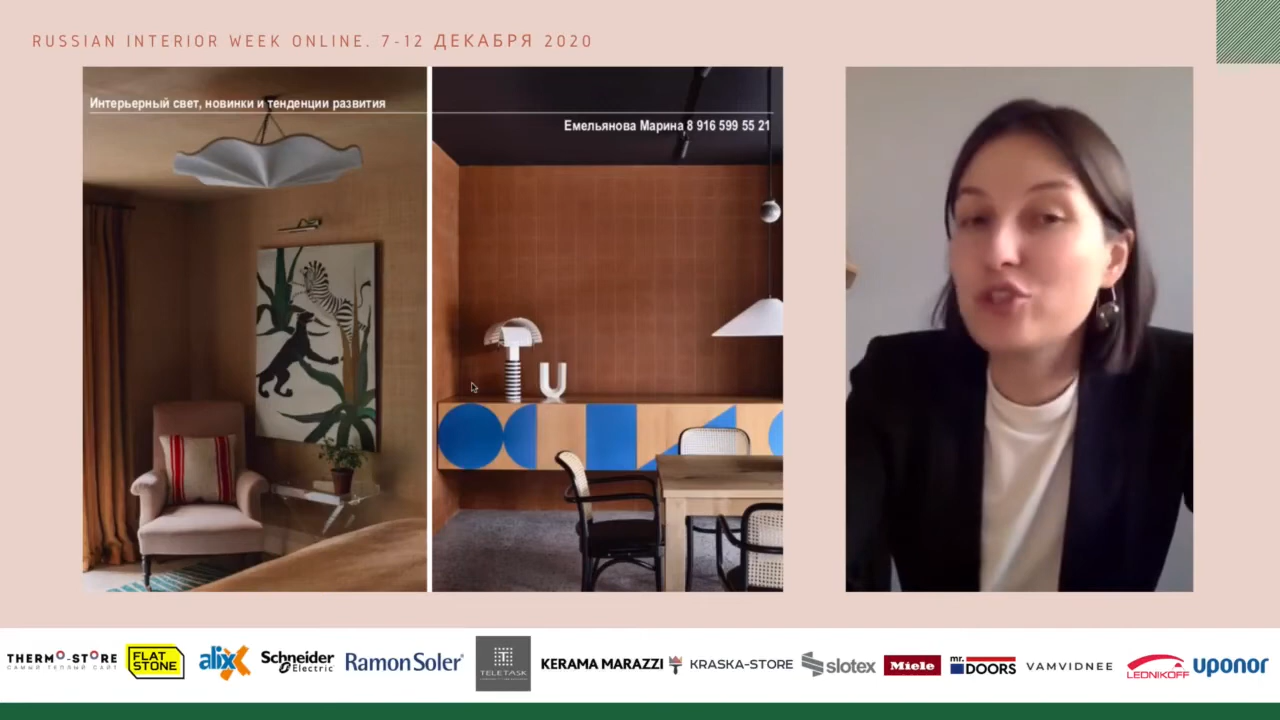 RUSSIAN INTERIOR WEEK ONLINE. 7-12 ДЕКАБРЯ 2020
Интерьерный свет, новинки и тенденции развития
Емельянова Марина 8 916 599 55 21
THERMO-STORE
САМЫЙ ТЕПЛЫЙ САЙТ
FLAT
STONE
alix
Schneider
Electric
RamonSoler®
TELETASK
KERAMA MARAZZI
KRASKA-STORE
slotex
Miele
mr.
DOORS
VAMVIDNEE
LEDNIKOFF
uponor